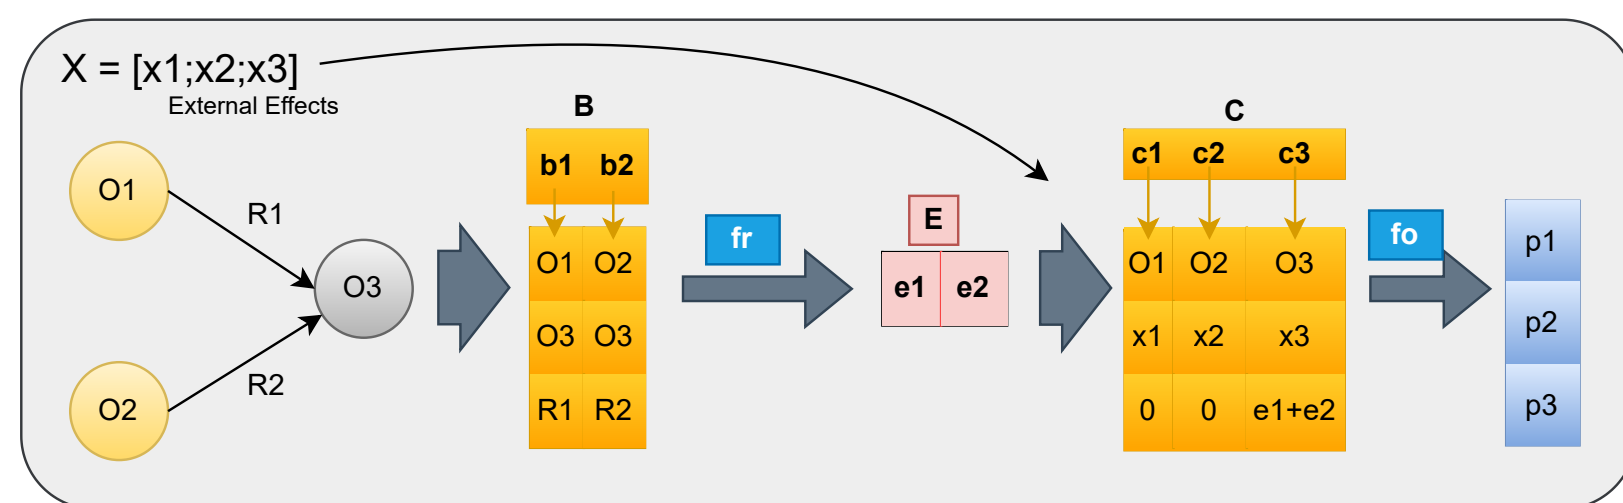 X = [x1;x2;x3]
External Effects
O1
R1
O3
R2
O2
B
b1 b2
O1 O2
O3 O3
R1 R2
fr
E
e1 e2
C
c1 c2 c3
O1 O2 O3
x1 x2 x3
0 0 e1+e2
fo
p1
p2
p3